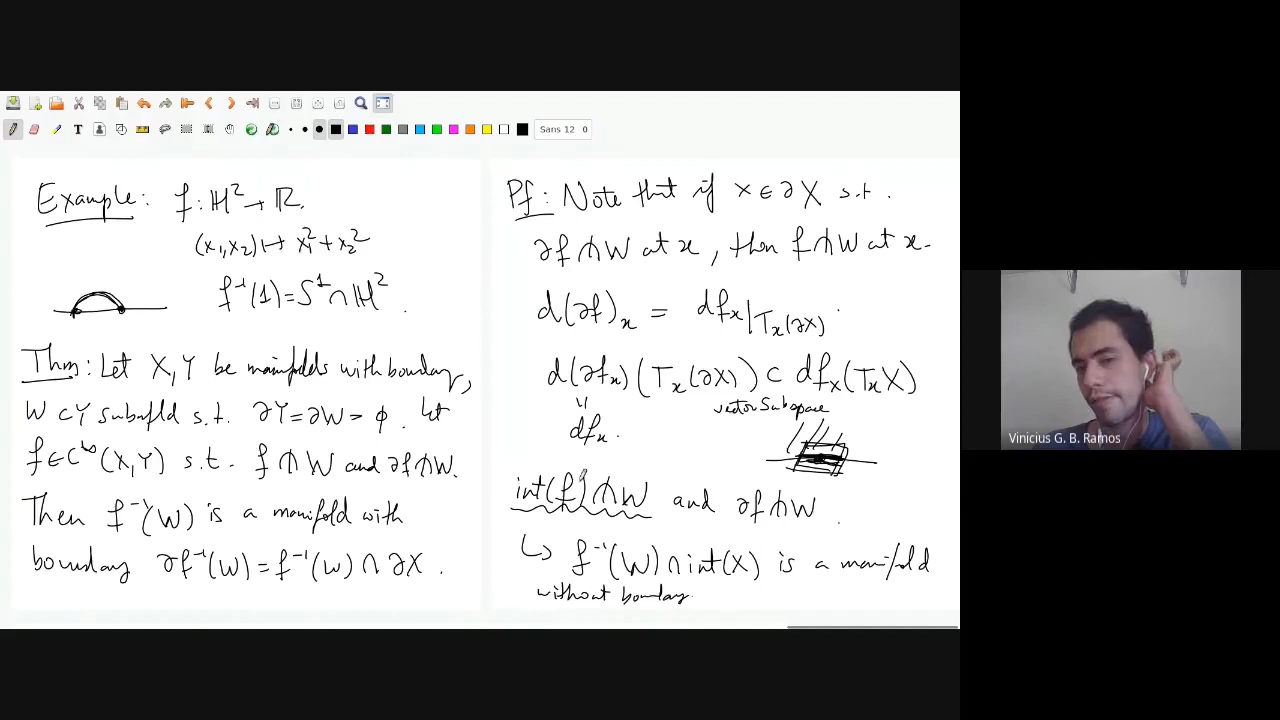 Sans 12 0
Example: f: ℍ² → ℝ.
(x₁,x₂) ↦ x₁² + x₂²
f⁻¹(1) = S¹ ∩ ℍ².
Thm: Let X, Y be manifolds with boundary,
W ⊂ Y submfld s.t. ∂Y = ∂W = ∅. Let
f ∈ C^∞(X,Y) s.t. f ⋔ W and ∂f ⋔ W.
Then f⁻¹(W) is a manifold with
boundary ∂f⁻¹(W) = f⁻¹(W) ∩ ∂X.
Pf: Note that if x ∈ ∂X s.t.
∂f ⋔ W at x, then f ⋔ W at x.
d(∂f)ₓ = dfₓ|Tₓ(∂X).
d(∂fₓ)(Tₓ(∂X)) ⊂ dfₓ(TₓX)
vector subspace
dfₓ.
int(f) ⋔ W and ∂f ⋔ W.
↳ f⁻¹(W) ∩ int(X) is a manifold
without boundary.
Vinicius G. B. Ramos